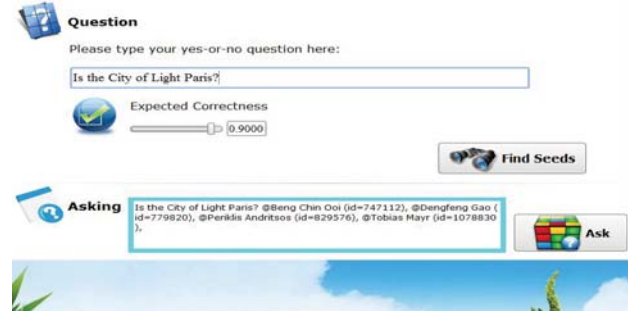 Question
Please type your yes-or-no question here:
Is the City of Light Paris?
Expected Correctness
0.9000
Find Seeds
Asking
Is the City of Light Paris? @Beng Chin Ooi (id=747112), @Dengfeng Gao (
id=779820), @Periklis Andritsos (id=829576), @Tobias Mayr (id=1078830
),
Ask